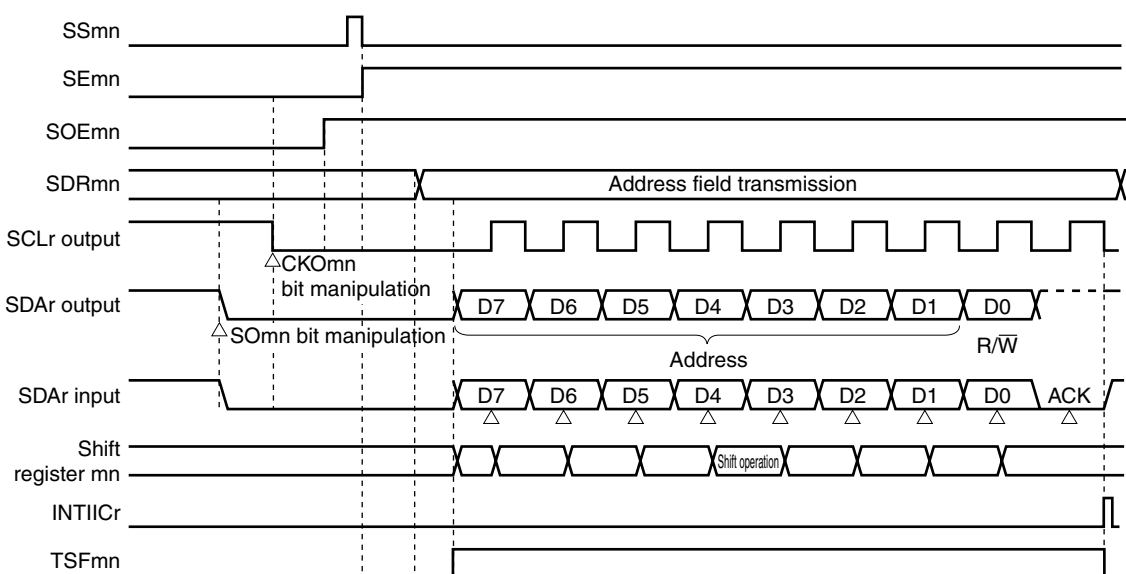 SSmn
SEmn
SOEmn
SDRmn Address field transmission
SCLr output
CKOmn
bit manipulation
SDAr output D7 D6 D5 D4 D3 D2 D1 D0
SOmn bit manipulation
Address
R/W̅
SDAr input D7 D6 D5 D4 D3 D2 D1 D0 ACK
Shift
register mn
Shift operation
INTIICr
TSFmn